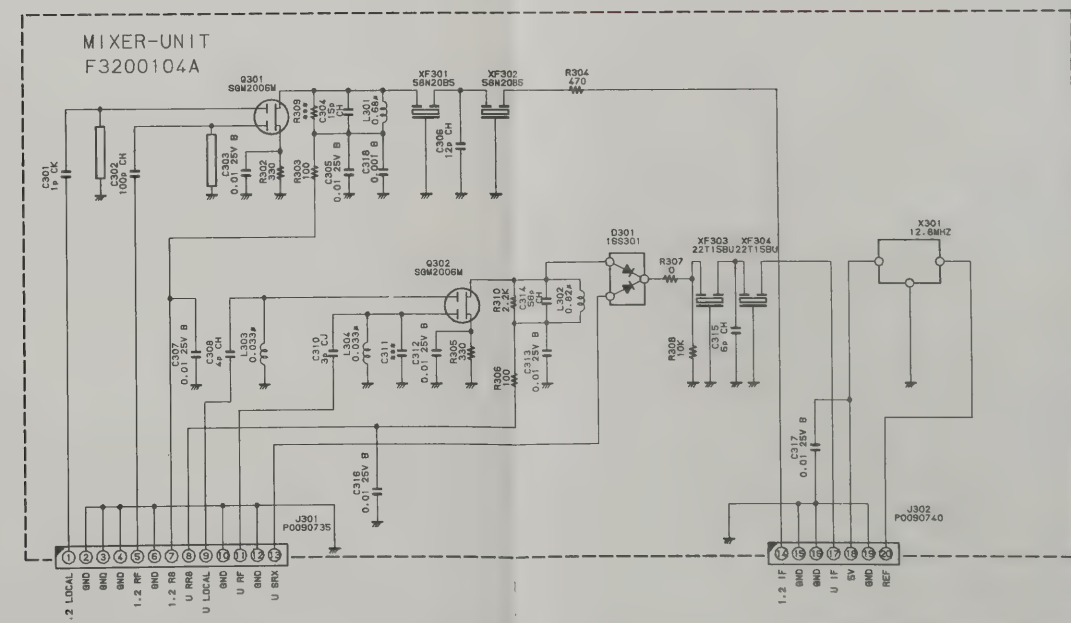 MIXER-UNIT
F3200104A
Q301
SGM2006M
XF301
58N20B5
XF302
58N20B5
R304
470
C301
1p CK
C302
100p CH
C303
0.01 25V B
R302
330
R309
***
R303
100
C304
15p CH
C305
0.01 25V B
L301
0.68μ
C318
0.001 B
C306
12p CH
Q302
SGM2006M
D301
1SS301
R307
0
XF303
22T15BU
XF304
22T15BU
X301
12.8MHZ
C307
0.01 25V B
C308
4p CH
L303
0.033μ
C310
3p CJ
L304
0.033μ
C311
***
C312
0.01 25V B
R305
330
R310
2.2K
R306
100
C314
56p CH
C313
0.01 25V B
L302
0.82μ
R308
10K
C315
6p CH
C316
0.01 25V B
C317
0.01 25V B
J301
P0090735
J302
P0090740
1 2 3 4 5 6 7 8 9 10 11 12 13
14 15 16 17 18 19 20
.2 LOCAL
GND
GND
GND
1.2 RF
GND
1.2 R8
U RR8
U LOCAL
GND
U RF
GND
U SRX
1.2 IF
GND
GND
U IF
5V
GND
REF